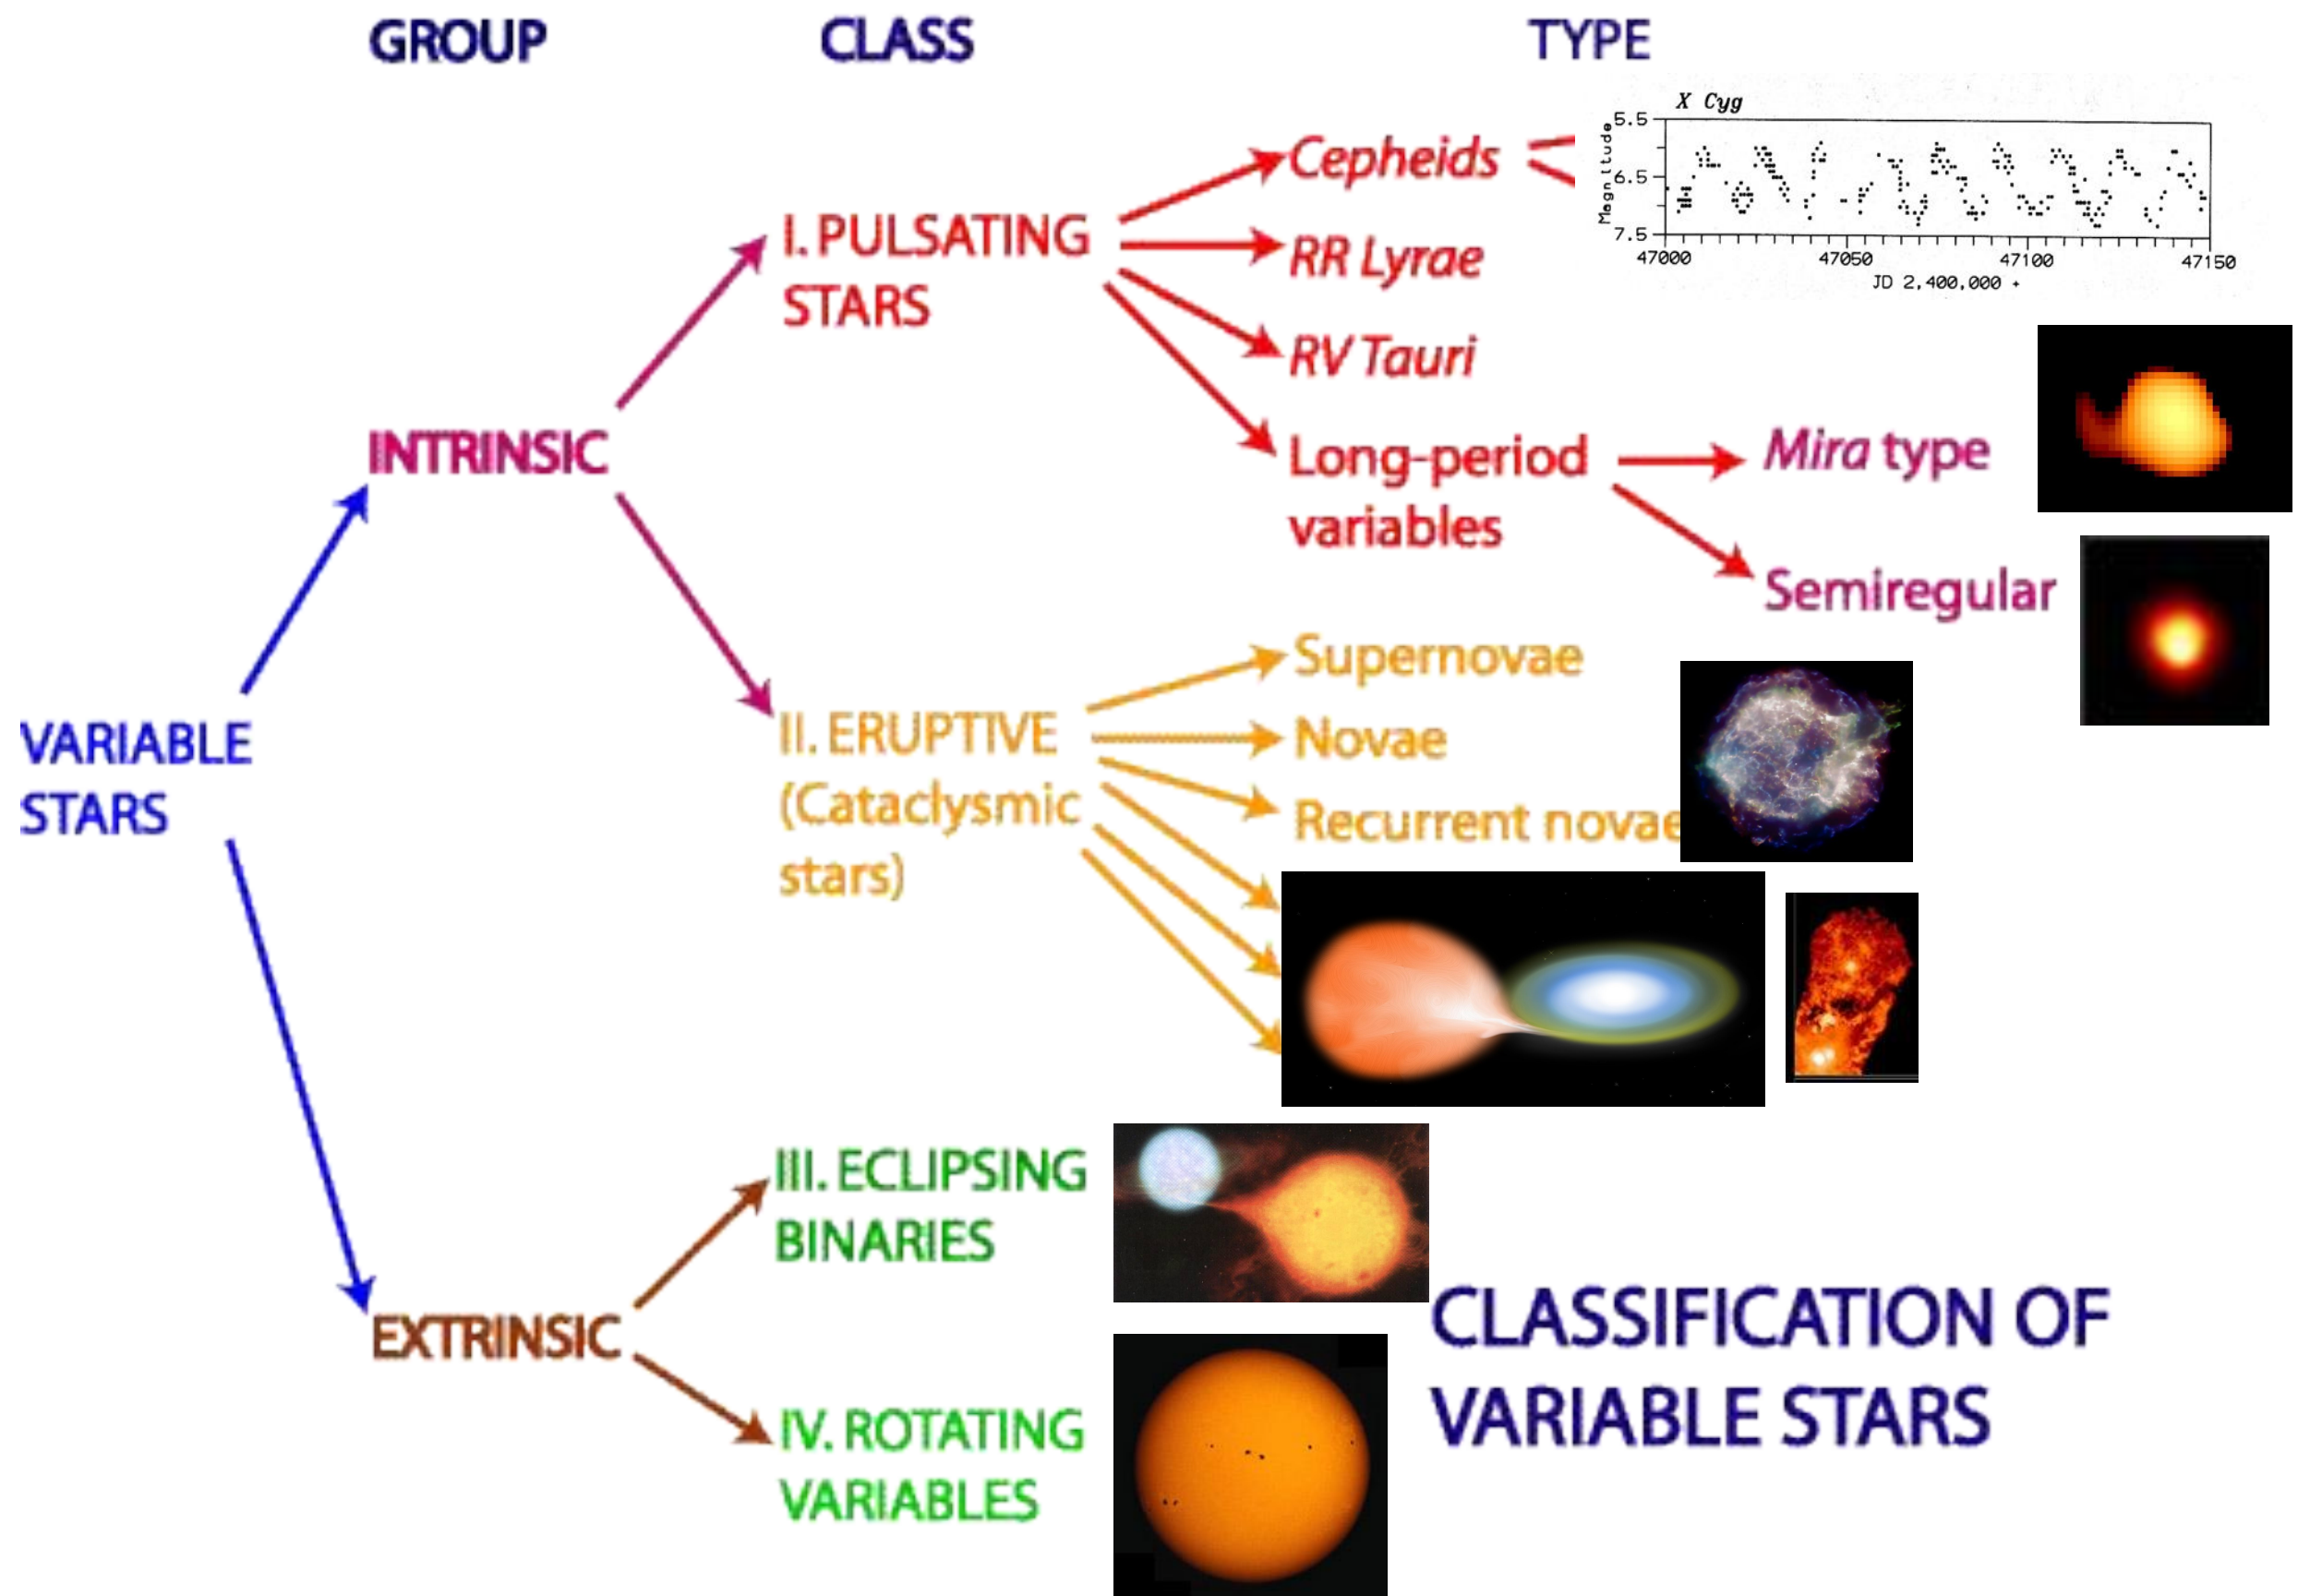 GROUP
CLASS
TYPE
X Cyg
Magnitude
5.5
6.5
7.5
47000
47050
47100
47150
JD 2,400,000 +
Cepheids
I. PULSATING
STARS
RR Lyrae
RV Tauri
Long-period
variables
Mira type
Semiregular
INTRINSIC
VARIABLE
STARS
II. ERUPTIVE
(Cataclysmic
stars)
Supernovae
Novae
Recurrent novae
EXTRINSIC
III. ECLIPSING
BINARIES
IV. ROTATING
VARIABLES
CLASSIFICATION OF
VARIABLE STARS